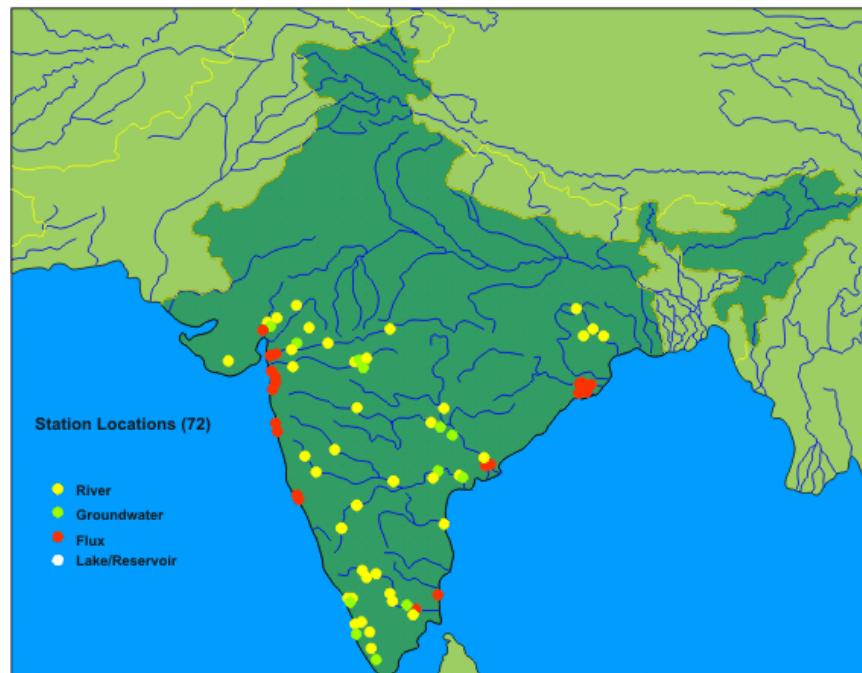 Station Locations (72)
River
Groundwater
Flux
Lake/Reservoir